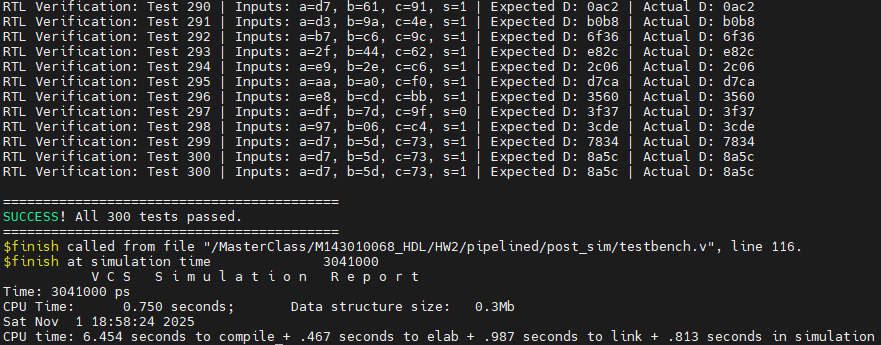 RTL Verification: Test 290 | Inputs: a=d7, b=61, c=91, s=1 | Expected D: 0ac2 | Actual D: 0ac2
RTL Verification: Test 291 | Inputs: a=d3, b=9a, c=4e, s=1 | Expected D: b0b8 | Actual D: b0b8
RTL Verification: Test 292 | Inputs: a=b7, b=c6, c=9c, s=1 | Expected D: 6f36 | Actual D: 6f36
RTL Verification: Test 293 | Inputs: a=2f, b=44, c=62, s=1 | Expected D: e82c | Actual D: e82c
RTL Verification: Test 294 | Inputs: a=e9, b=2e, c=c6, s=1 | Expected D: 2c06 | Actual D: 2c06
RTL Verification: Test 295 | Inputs: a=aa, b=a0, c=f0, s=1 | Expected D: d7ca | Actual D: d7ca
RTL Verification: Test 296 | Inputs: a=e8, b=cd, c=bb, s=1 | Expected D: 3560 | Actual D: 3560
RTL Verification: Test 297 | Inputs: a=df, b=7d, c=9f, s=0 | Expected D: 3f37 | Actual D: 3f37
RTL Verification: Test 298 | Inputs: a=97, b=06, c=c4, s=1 | Expected D: 3cde | Actual D: 3cde
RTL Verification: Test 299 | Inputs: a=d7, b=5d, c=73, s=1 | Expected D: 7834 | Actual D: 7834
RTL Verification: Test 300 | Inputs: a=d7, b=5d, c=73, s=1 | Expected D: 8a5c | Actual D: 8a5c
RTL Verification: Test 300 | Inputs: a=d7, b=5d, c=73, s=1 | Expected D: 8a5c | Actual D: 8a5c
==========================================
SUCCESS! All 300 tests passed.
==========================================
$finish called from file "/MasterClass/M143010068_HDL/HW2/pipelined/post_sim/testbench.v", line 116.
$finish at simulation time              3041000
           V C S   S i m u l a t i o n   R e p o r t
Time: 3041000 ps
CPU Time:      0.750 seconds;       Data structure size:   0.3Mb
Sat Nov  1 18:58:24 2025
CPU time: 6.454 seconds to compile + .467 seconds to elab + .987 seconds to link + .813 seconds in simulation